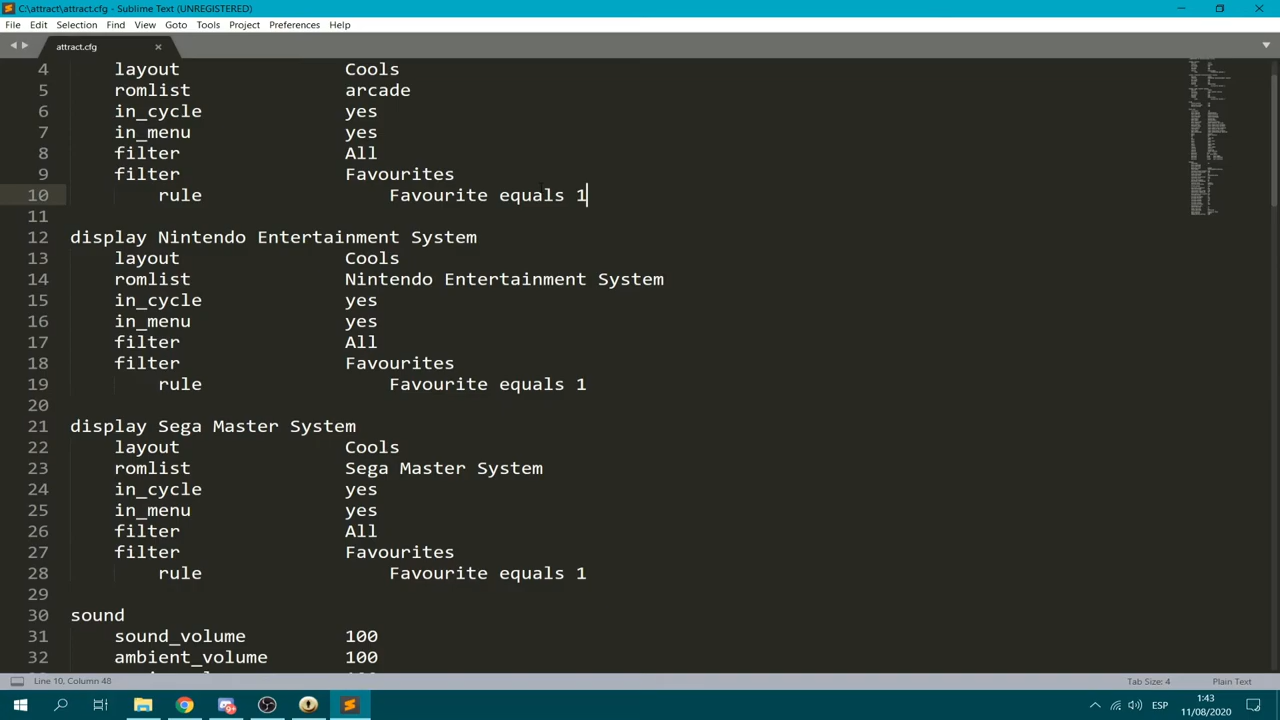 C:\attract\attract.cfg - Sublime Text (UNREGISTERED)
File Edit Selection Find View Goto Tools Project Preferences Help
attract.cfg
4 layout Cools
5 romlist arcade
6 in_cycle yes
7 in_menu yes
8 filter All
9 filter Favourites
10 rule Favourite equals 1
11
12 display Nintendo Entertainment System
13 layout Cools
14 romlist Nintendo Entertainment System
15 in_cycle yes
16 in_menu yes
17 filter All
18 filter Favourites
19 rule Favourite equals 1
20
21 display Sega Master System
22 layout Cools
23 romlist Sega Master System
24 in_cycle yes
25 in_menu yes
26 filter All
27 filter Favourites
28 rule Favourite equals 1
29
30 sound
31 sound_volume 100
32 ambient_volume 100
Line 10, Column 48 Tab Size: 4 Plain Text
ESP 1:43
11/08/2020